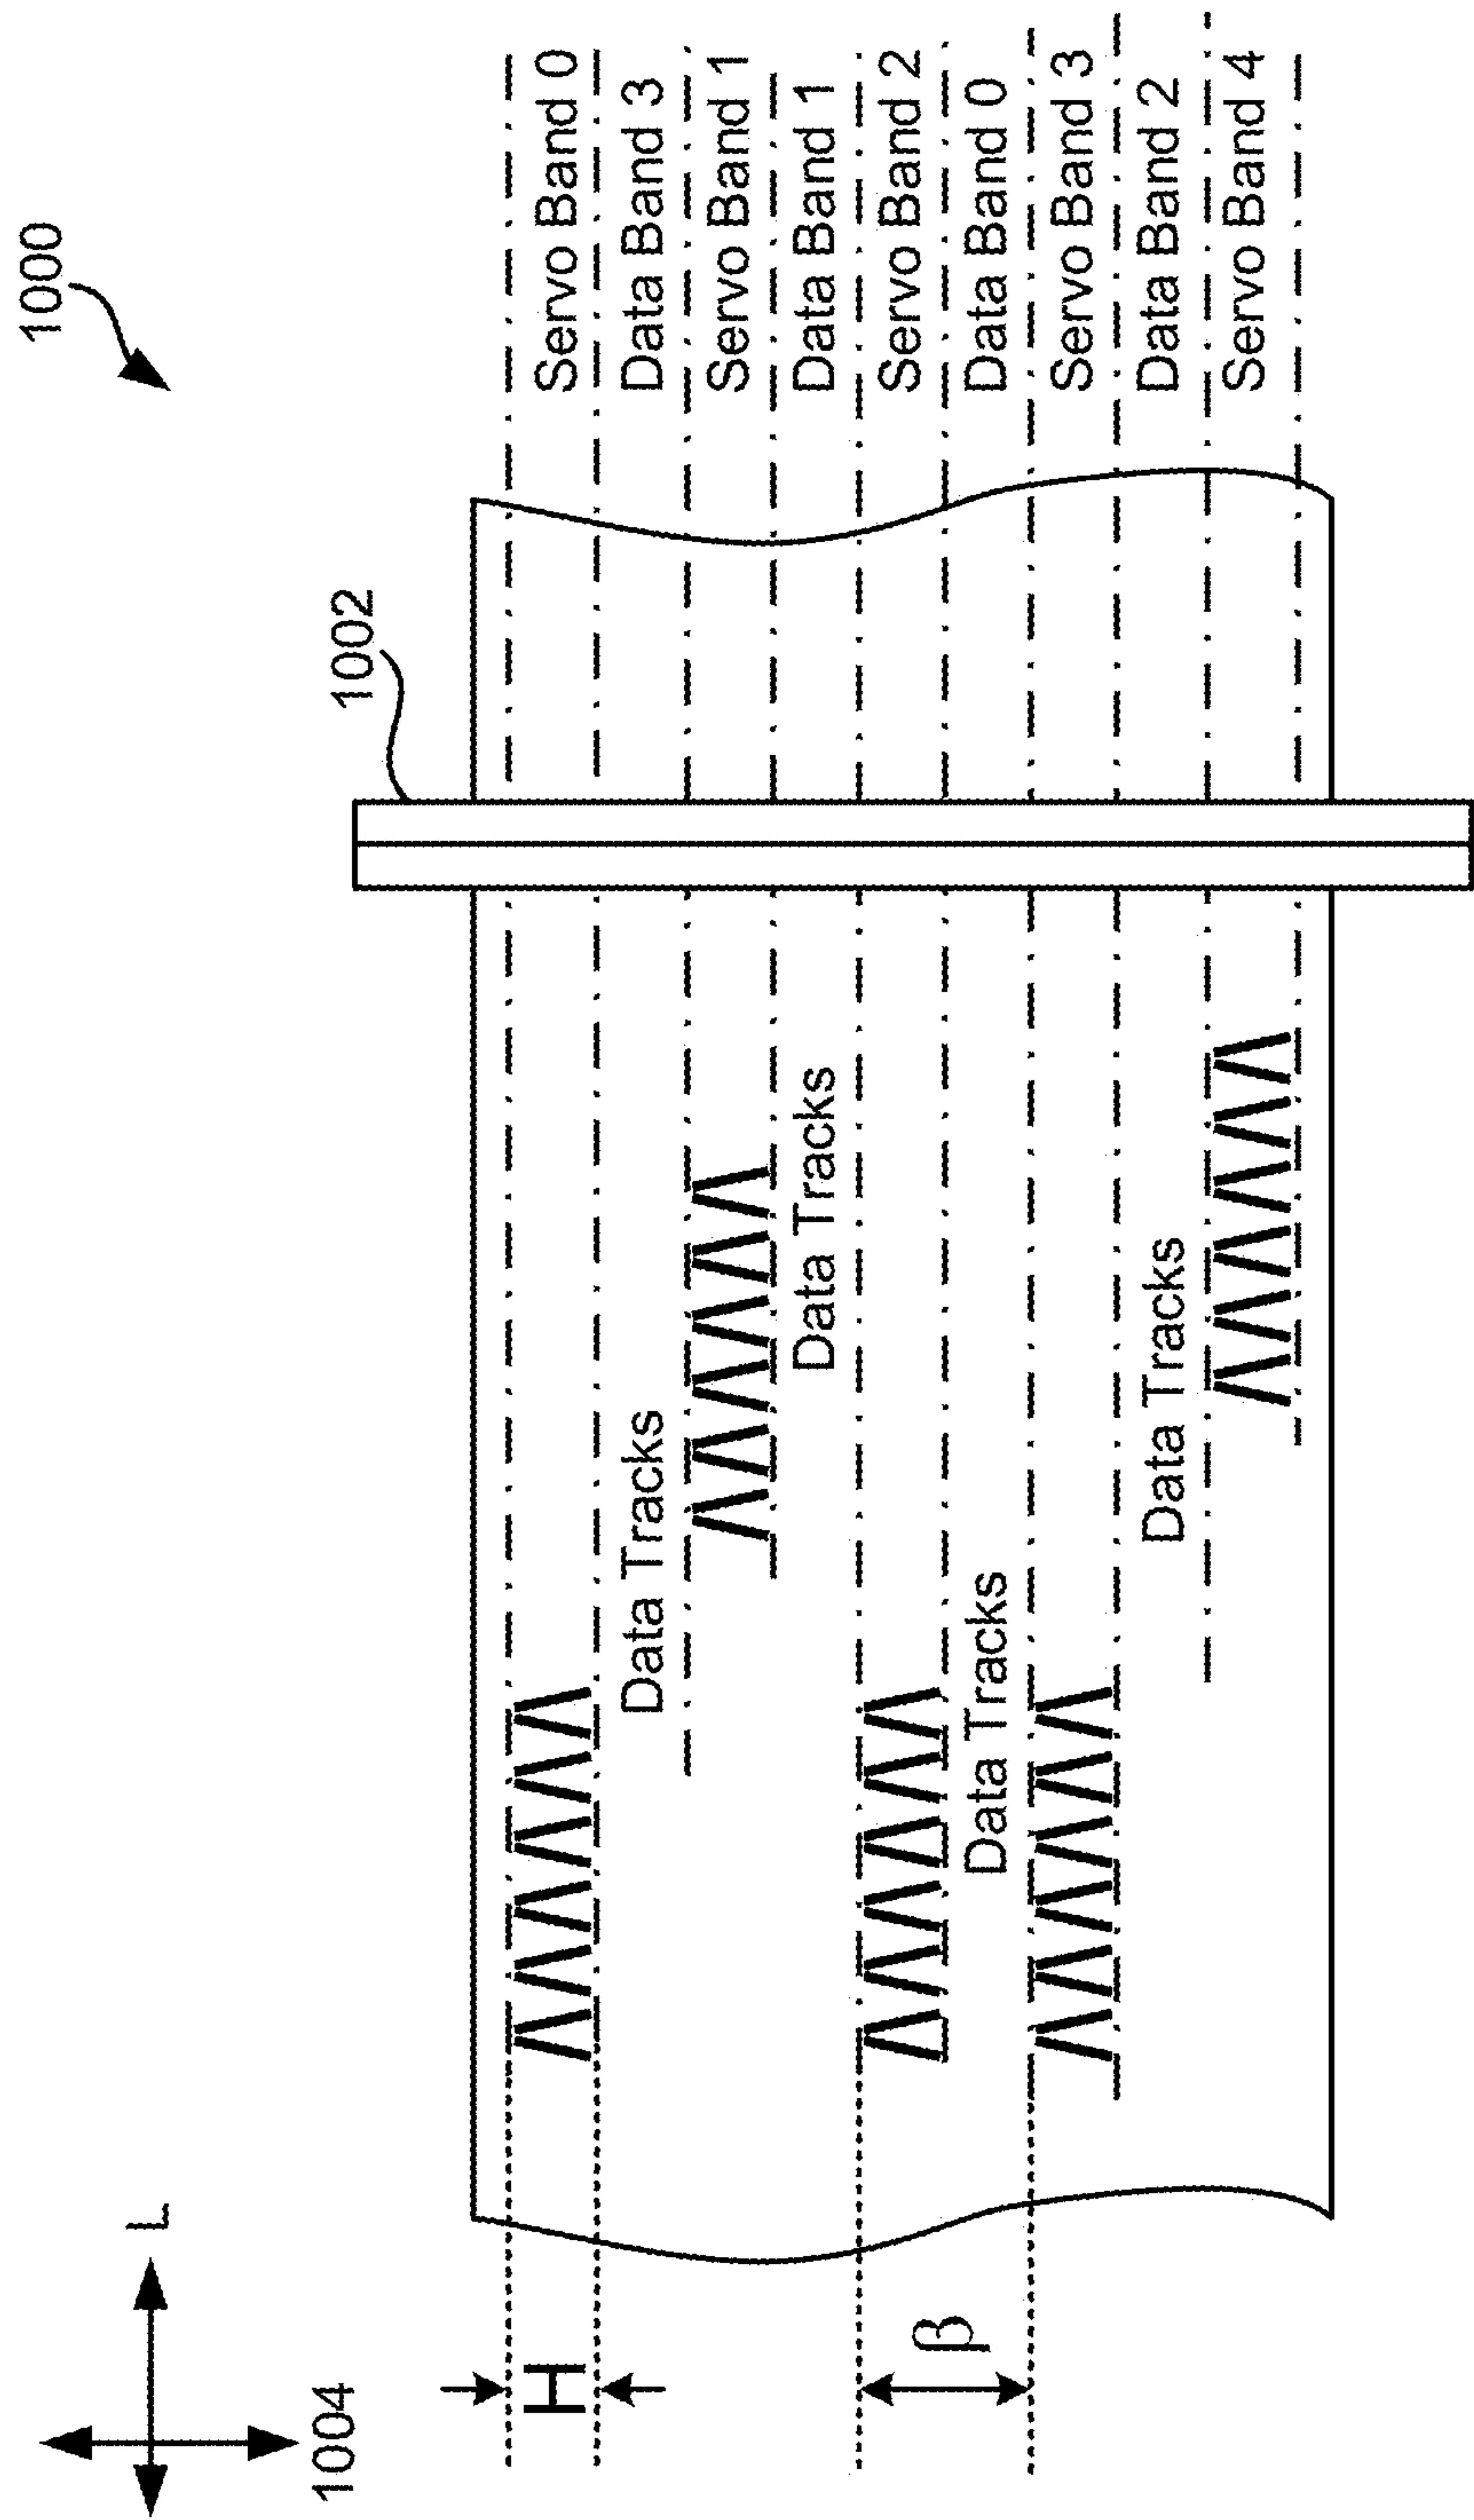 1000
1002
Servo Band 0
Data Band 3
Servo Band 1
Data Band 1
Servo Band 2
Data Band 0
Servo Band 3
Data Band 2
Servo Band 4
Data Tracks
Data Tracks
Data Tracks
Data Tracks
L
1004
H
β